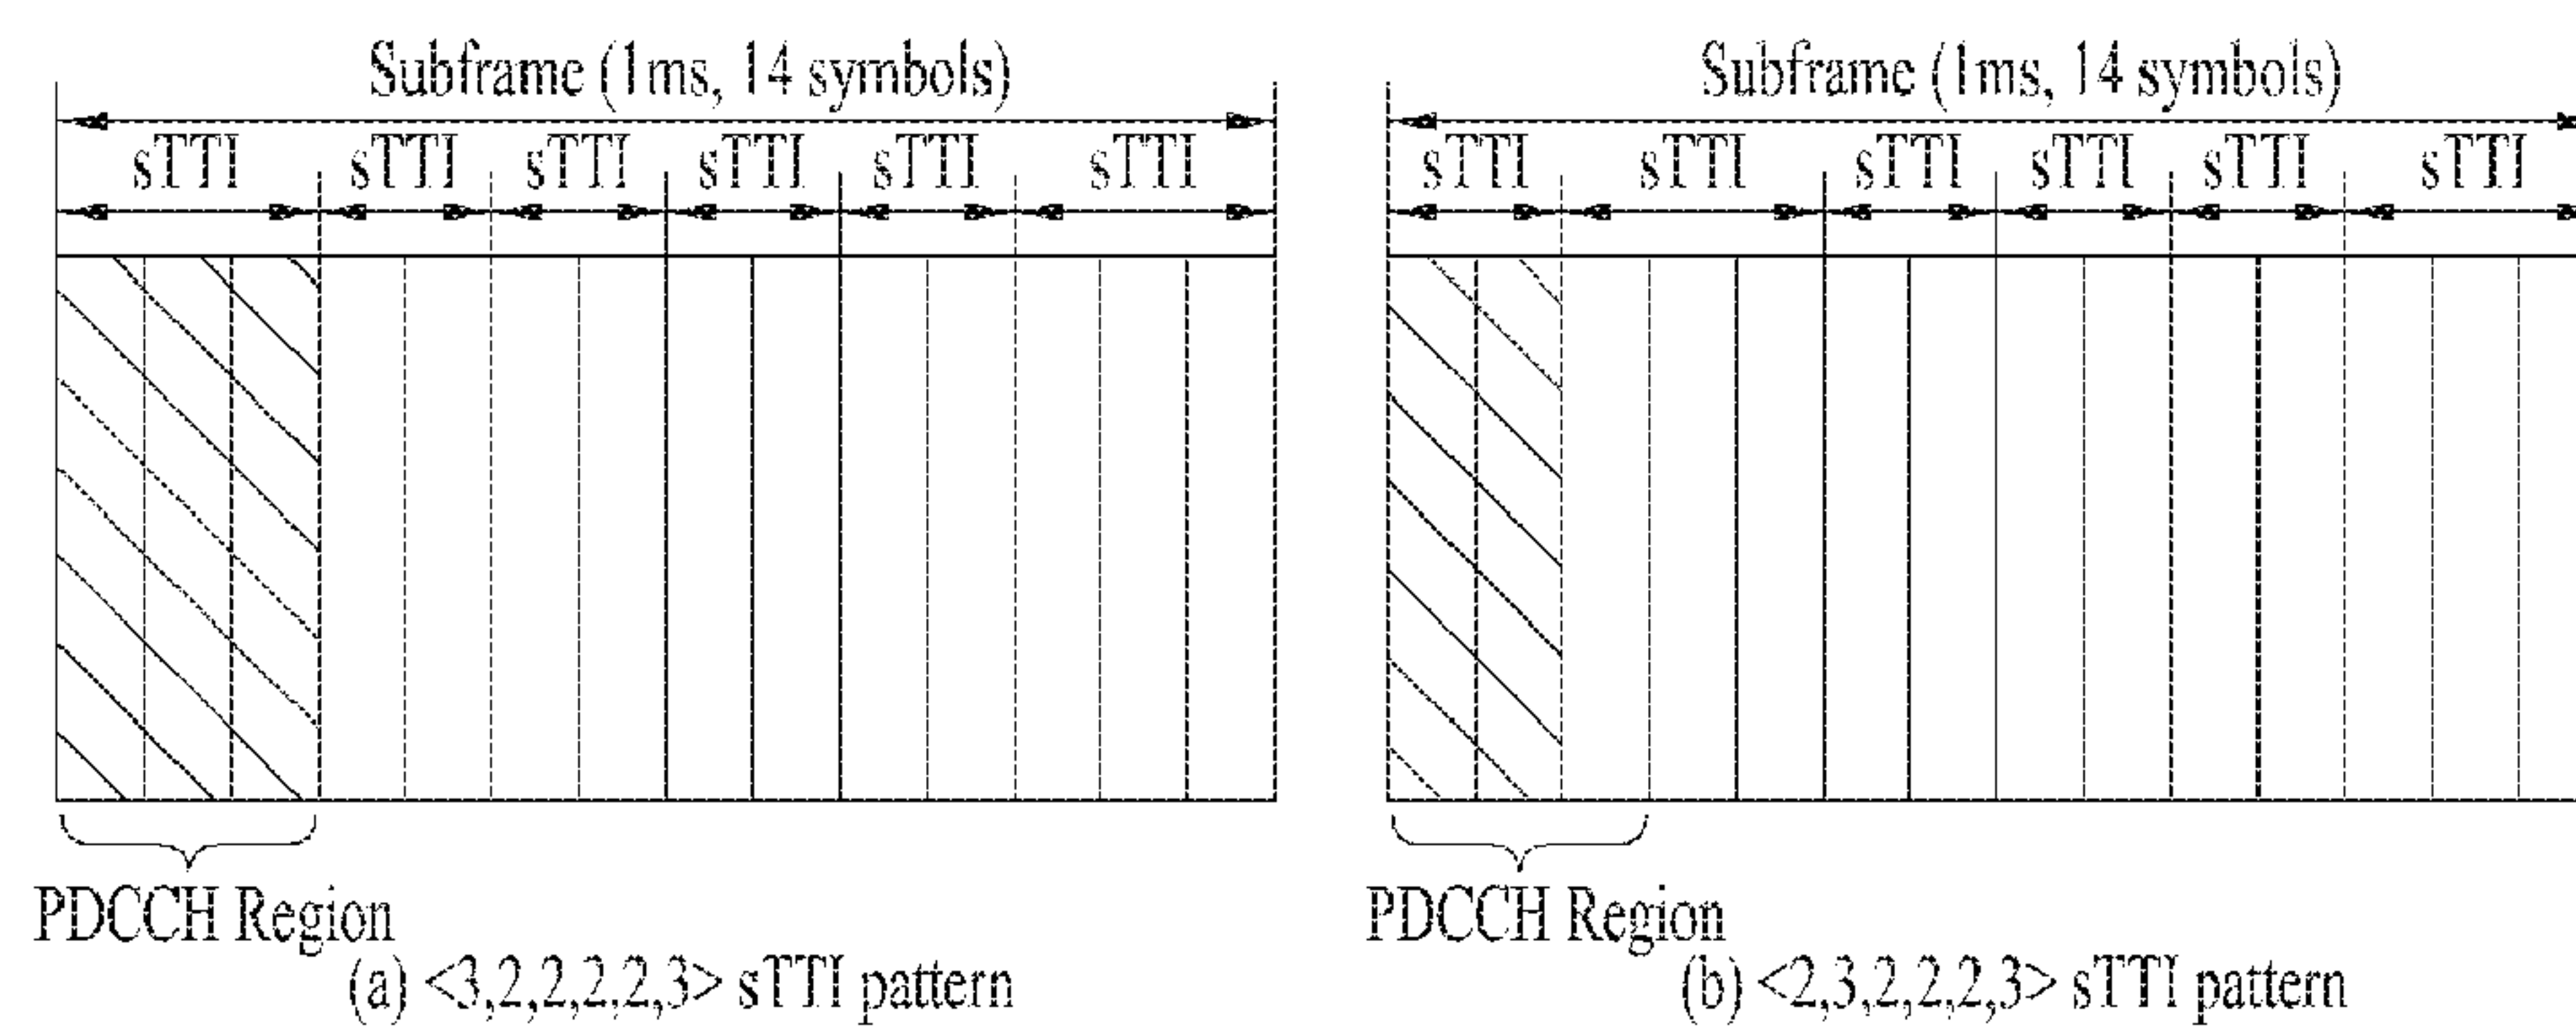 Subframe (1ms, 14 symbols)
sTTI sTTI sTTI sTTI sTTI sTTI
PDCCH Region
(a) <3,2,2,2,2,3> sTTI pattern
Subframe (1ms, 14 symbols)
sTTI sTTI sTTI sTTI sTTI sTTI
PDCCH Region
(b) <2,3,2,2,2,3> sTTI pattern